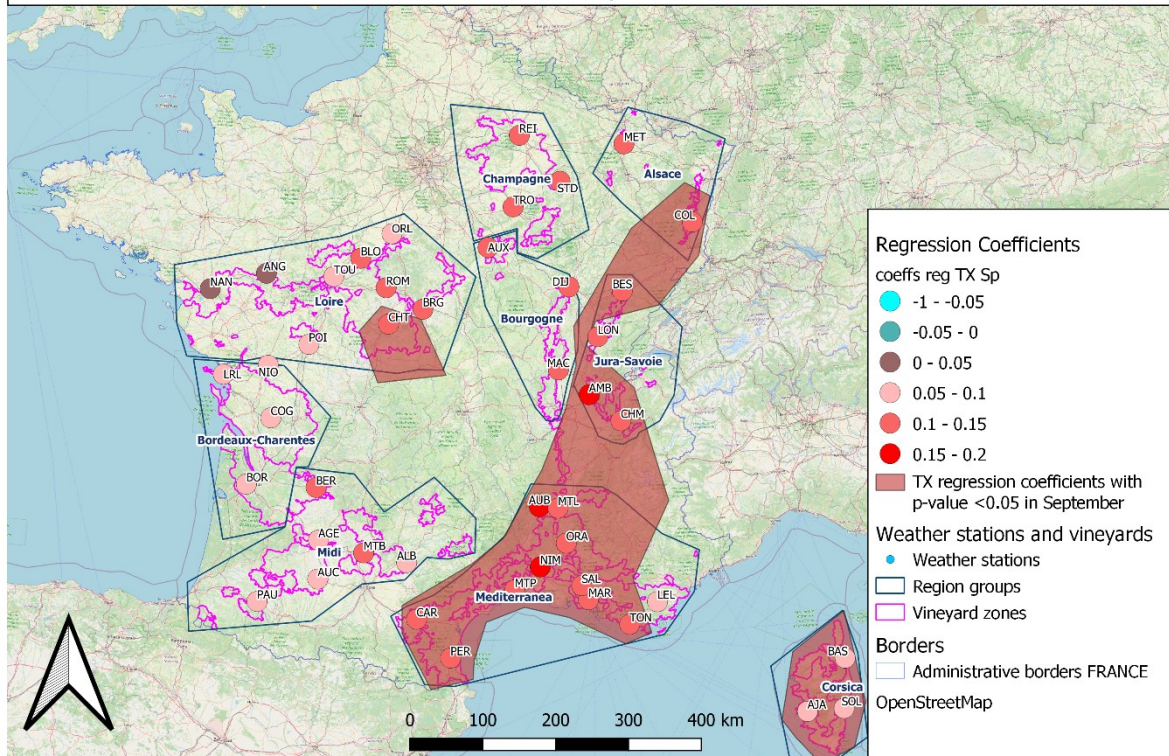 REI
MET
Champagne
STD
Alsace
TRO
COL
ORL
AUX
BLO
ANG
TOU
NAN
ROM
DIJ
BES
Loire
BRG
Bourgogne
CHT
LON
POI
Jura-Savoie
NIO
MAC
LRL
AMB
COG
CHM
Bordeaux-Charentes
BOR
BER
AUB
MTL
AGE
ORA
Midi
MTB
ALB
NIM
AUC
MTP
SAL
PAU
Mediterranea
MAR
LEL
CAR
TON
PER
BAS
Corsica
AJA
SOL
0 100 200 300 400 km
Regression Coefficients
coeffs reg TX Sp
-1 - -0.05
-0.05 - 0
0 - 0.05
0.05 - 0.1
0.1 - 0.15
0.15 - 0.2
TX regression coefficients with
p-value <0.05 in September
Weather stations and vineyards
Weather stations
Region groups
Vineyard zones
Borders
Administrative borders FRANCE
OpenStreetMap